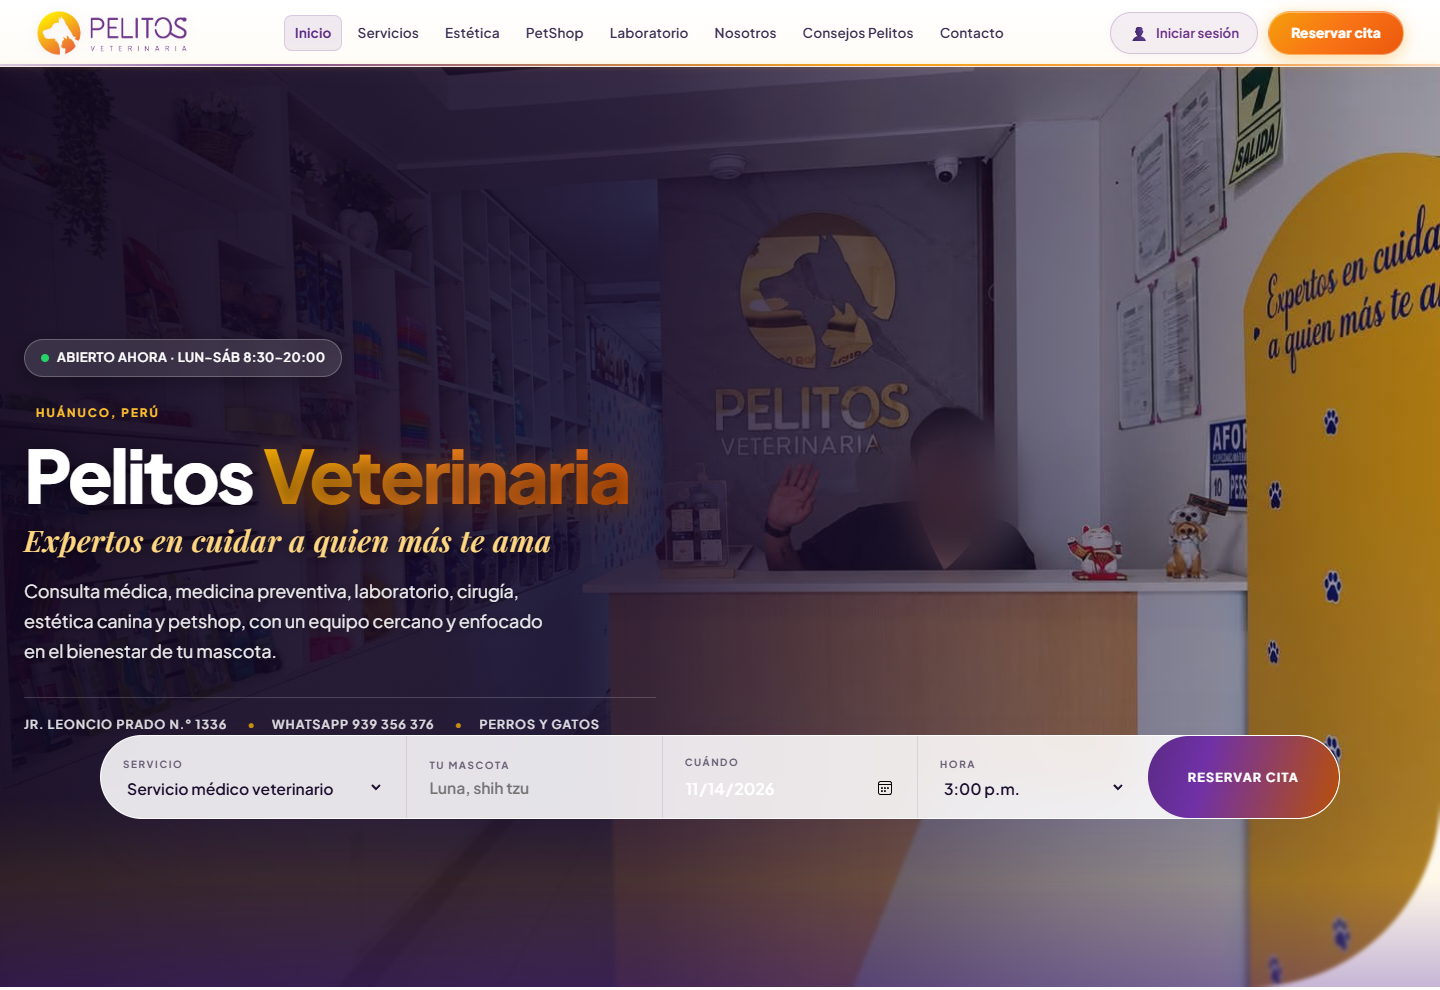 PELITOS
VETERINARIA
Inicio
Servicios
Estética
PetShop
Laboratorio
Nosotros
Consejos Pelitos
Contacto
Iniciar sesión
Reservar cita
SALIDA
Expertos en cuida
a quien más te a
PELITOS
VETERINARIA
AFOR
10 PERS
ABIERTO AHORA · LUN–SÁB 8:30–20:00
HUÁNUCO, PERÚ
Pelitos Veterinaria
Expertos en cuidar a quien más te ama
Consulta médica, medicina preventiva, laboratorio, cirugía,
estética canina y petshop, con un equipo cercano y enfocado
en el bienestar de tu mascota.
JR. LEONCIO PRADO N.° 1336 • WHATSAPP 939 356 376 • PERROS Y GATOS
SERVICIO
Servicio médico veterinario
TU MASCOTA
Luna, shih tzu
CUÁNDO
11/14/2026
HORA
3:00 p.m.
RESERVAR CITA